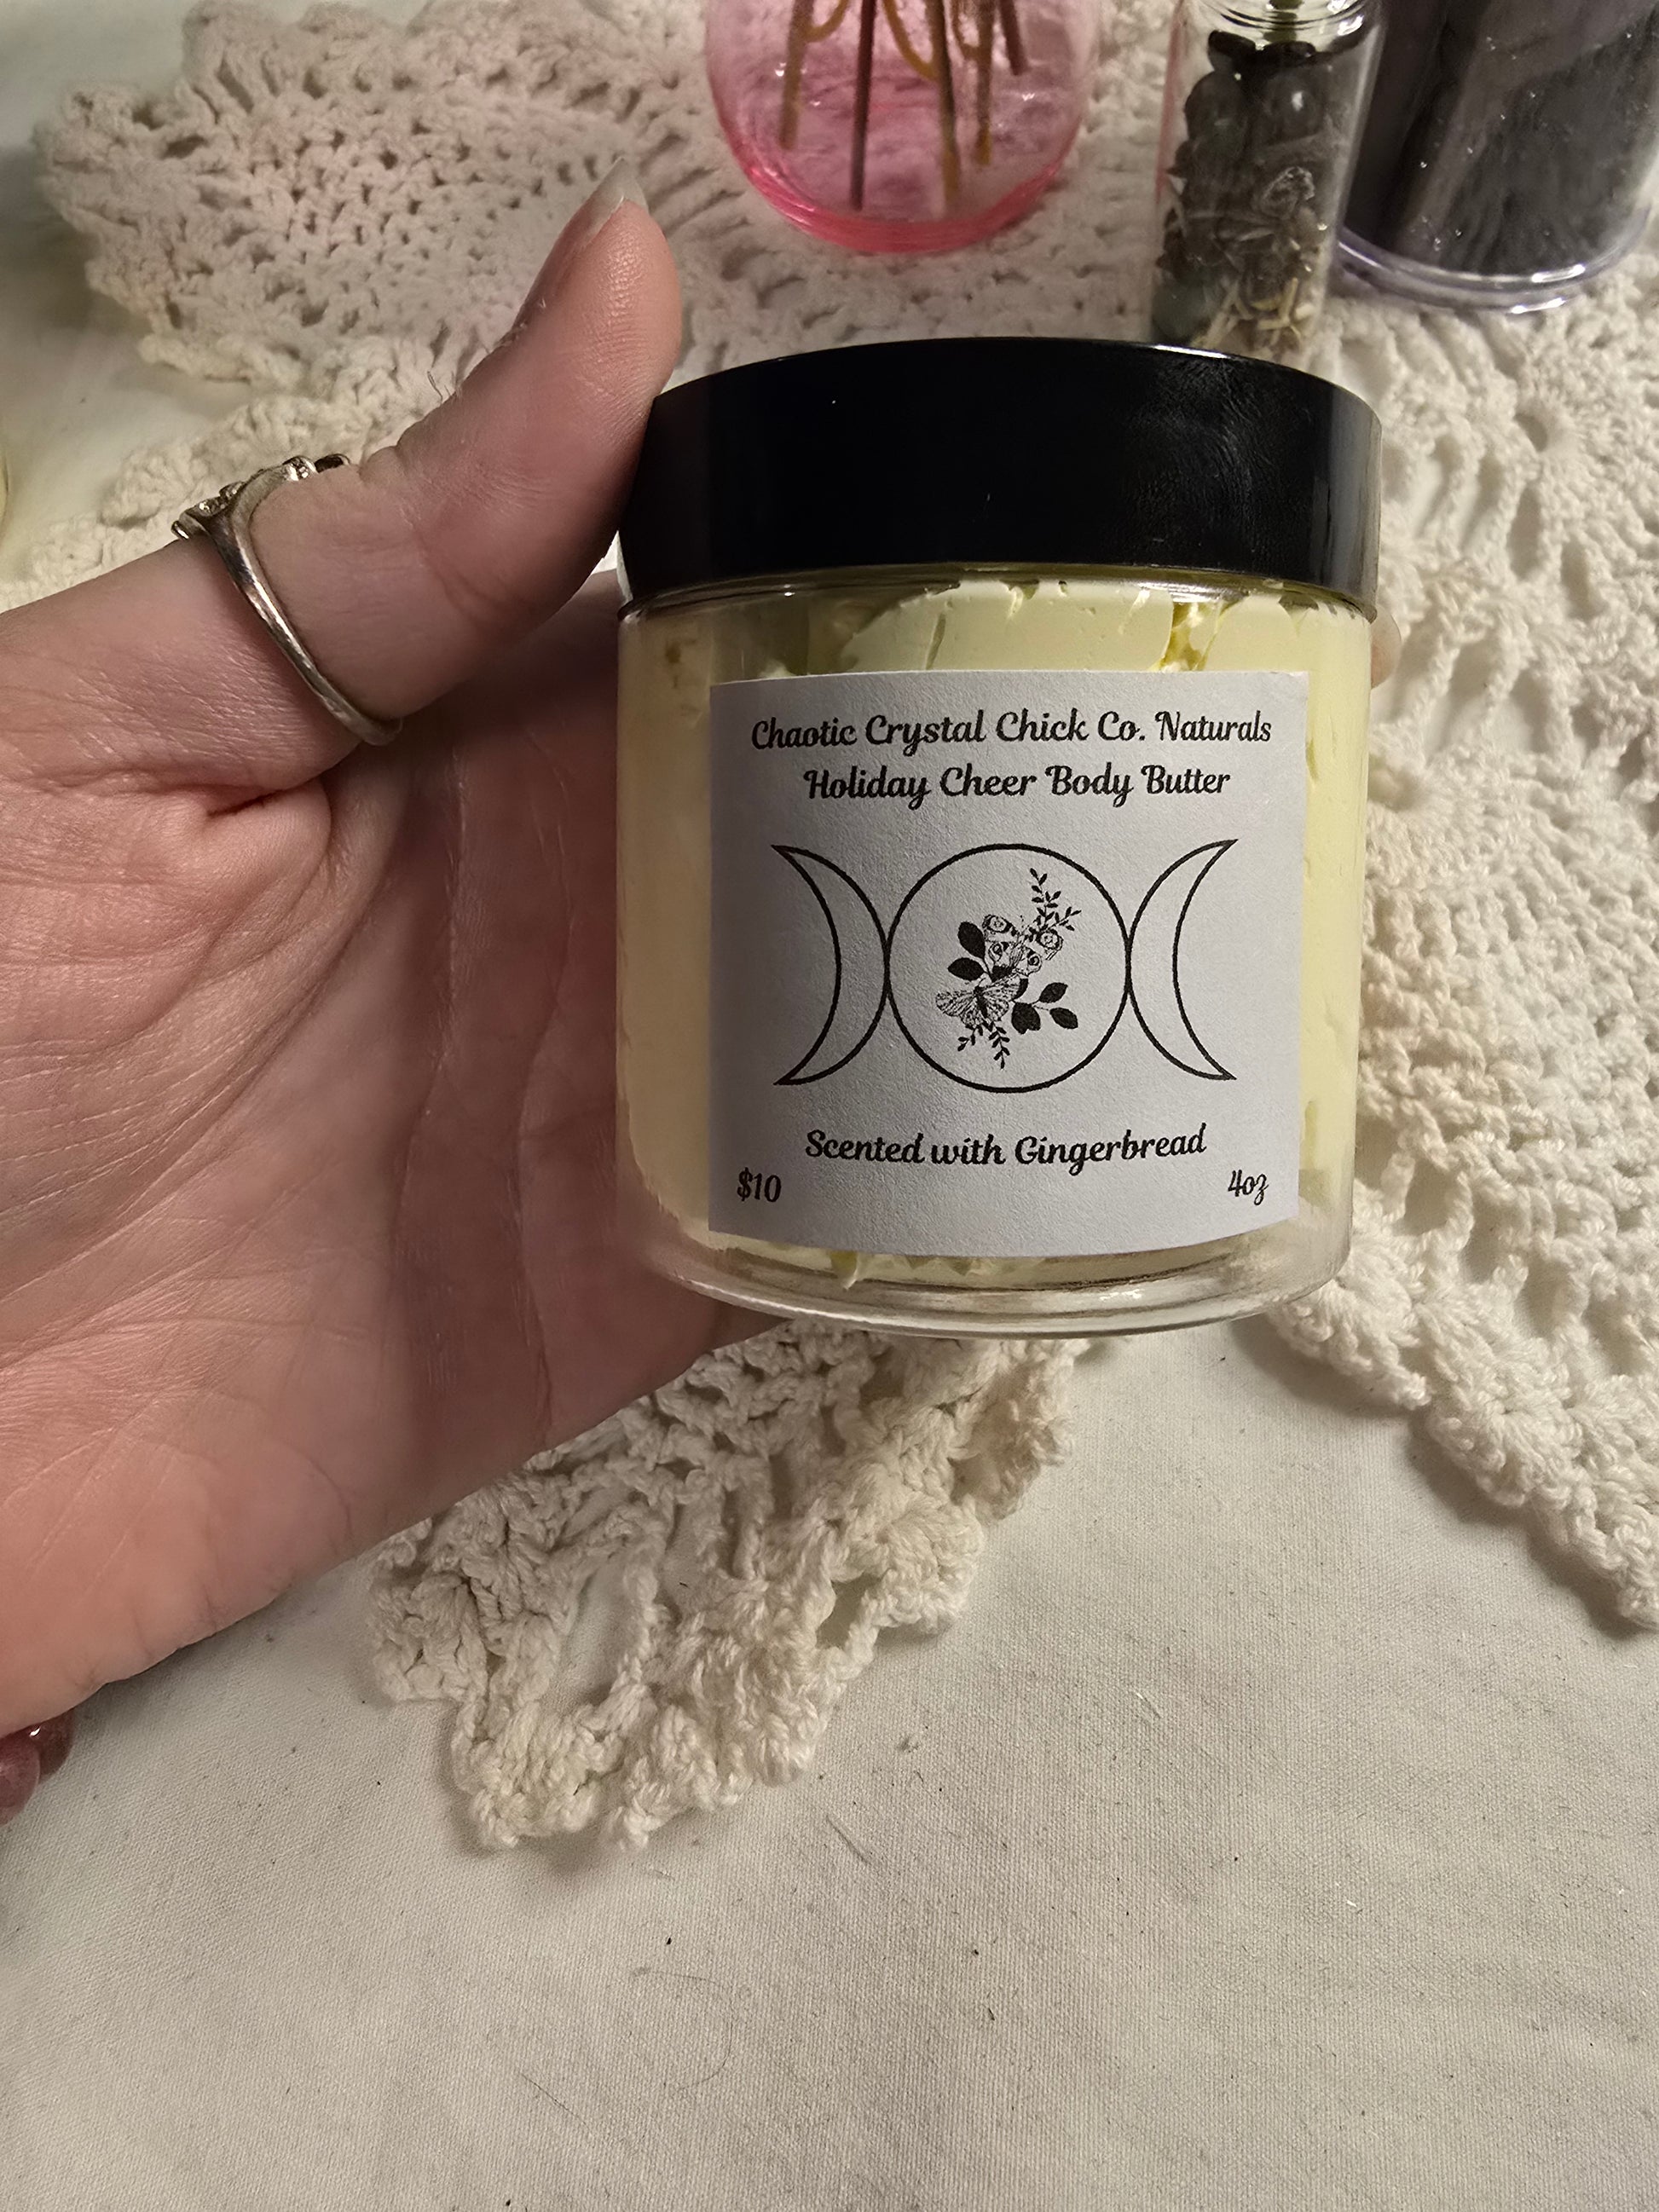 Chaotic Crystal Chick Co. Naturals
Holiday Cheer Body Butter
Scented with Gingerbread
$10 4oz